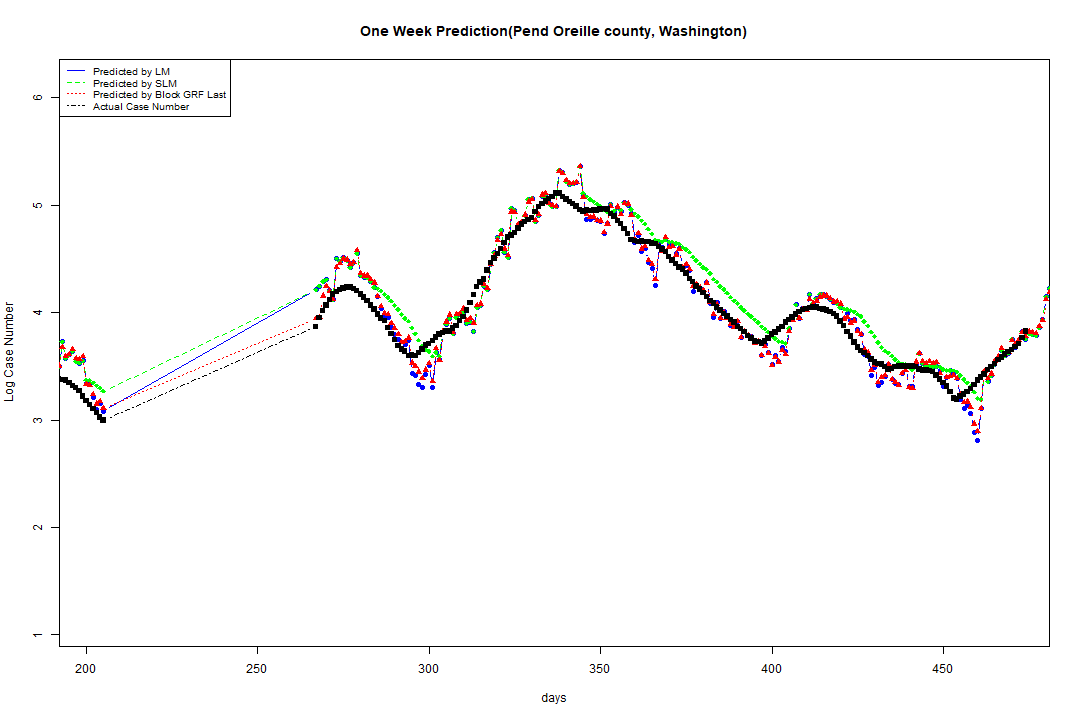 One Week Prediction(Pend Oreille county, Washington)
Predicted by LM
Predicted by SLM
Predicted by Block GRF Last
Actual Case Number
6
5
4
3
2
1
Log Case Number
200 250 300 350 400 450
days